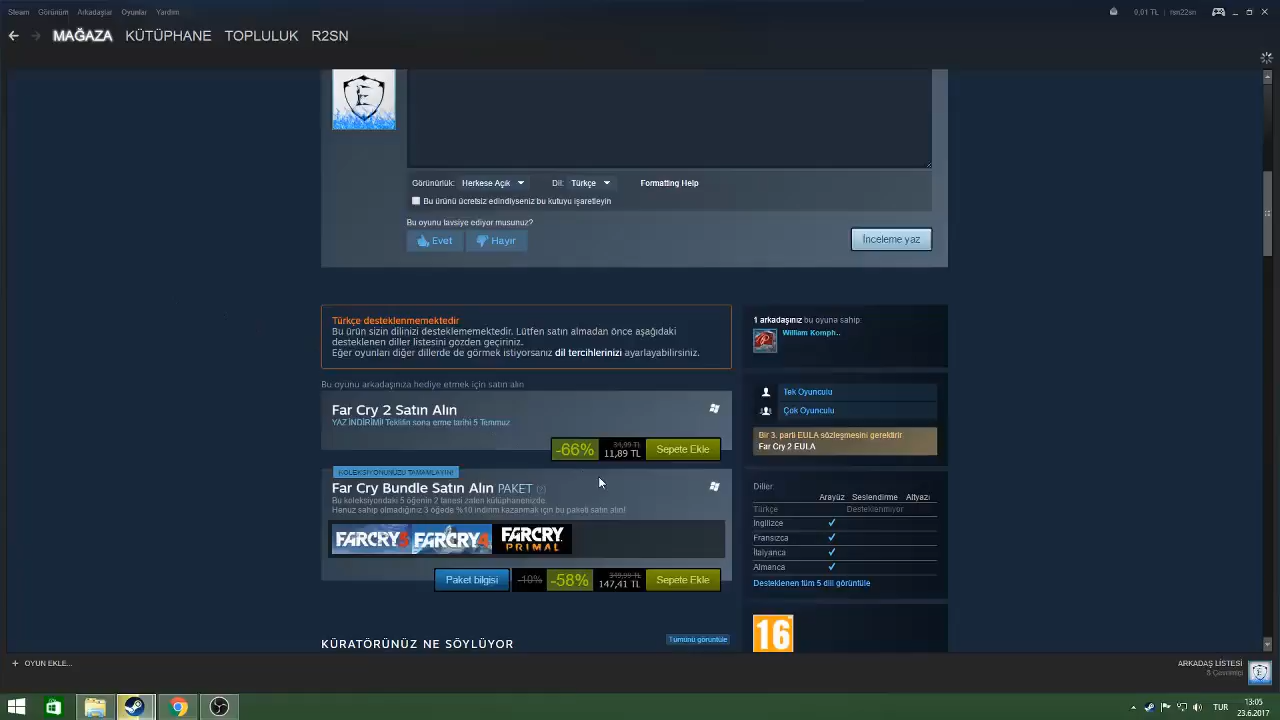 Steam Görünüm Arkadaşlar Oyunlar Yardım
0,01 TL rsn22sn
MAĞAZA KÜTÜPHANE TOPLULUK R2SN
E
Görünürlük: Herkese Açık Dil: Türkçe Formatting Help
Bu ürünü ücretsiz edindiyseniz bu kutuyu işaretleyin
Bu oyunu tavsiye ediyor musunuz?
Evet Hayır
İnceleme yaz
Türkçe desteklenmemektedir
Bu ürün sizin dilinizi desteklememektedir. Lütfen satın almadan önce aşağıdaki
desteklenen diller listesini gözden geçiriniz.
Eğer oyunları diğer dillerde de görmek istiyorsanız dil tercihlerinizi ayarlayabilirsiniz.
Bu oyunu arkadaşınıza hediye etmek için satın alın
Far Cry 2 Satın Alın
YAZ İNDİRİMİ! Teklifin sona erme tarihi 5 Temmuz
-66% 34,99 TL
11,89 TL
Sepete Ekle
KOLEKSİYONUNUZU TAMAMLAYIN!
Far Cry Bundle Satın Alın PAKET (?)
Bu koleksiyondaki 5 öğenin 2 tanesi zaten kütüphanenizde.
Henüz sahip olmadığınız 3 öğede %10 indirim kazanmak için bu paketi satın alın!
FARCRY3 FARCRY4 FARCRY
PRIMAL
Paket bilgisi -10% -58% 349,99 TL
147,41 TL
Sepete Ekle
KÜRATÖRÜNÜZ NE SÖYLÜYOR
Tümünü görüntüle
1 arkadaşınız bu oyuna sahip
William Komph..
Tek Oyunculu
Çok Oyunculu
Bir 3. parti EULA sözleşmesini gerektirir
Far Cry 2 EULA
Diller:
Arayüz Seslendirme Altyazı
Türkçe Desteklenmiyor
İngilizce
Fransızca
İtalyanca
Almanca
Desteklenen tüm 5 dili görüntüle
16
OYUN EKLE...
ARKADAŞ LİSTESİ
TUR
13:05
23.6.2017